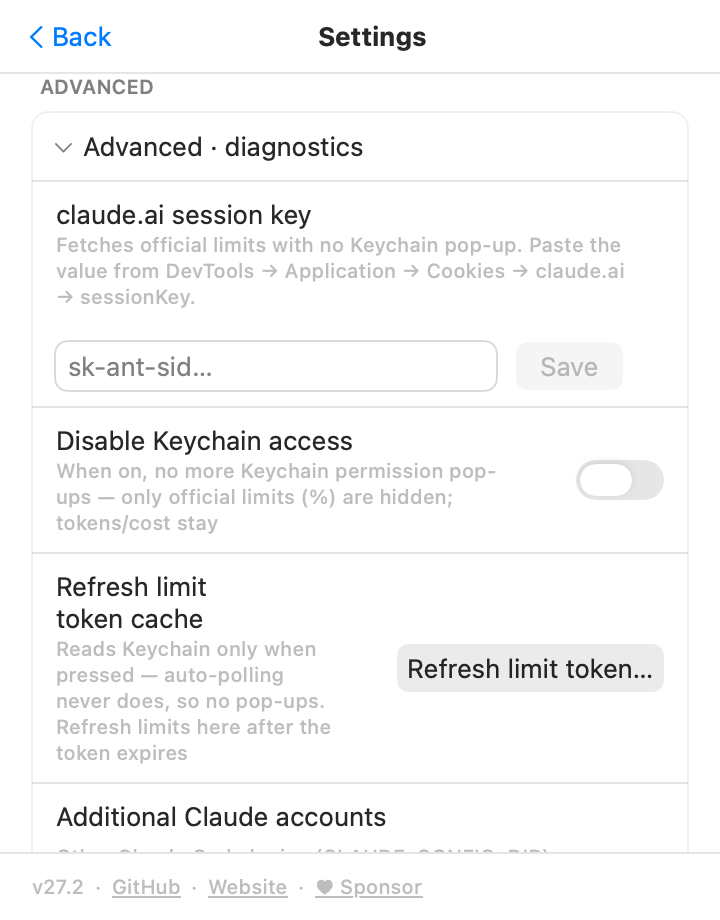 Back
Settings
ADVANCED
Advanced · diagnostics
claude.ai session key
Fetches official limits with no Keychain pop-up. Paste the
value from DevTools → Application → Cookies → claude.ai
→ sessionKey.
sk-ant-sid...
Save
Disable Keychain access
When on, no more Keychain permission pop-
ups — only official limits (%) are hidden;
tokens/cost stay
Refresh limit
token cache
Reads Keychain only when
pressed — auto-polling
never does, so no pop-ups.
Refresh limits here after the
token expires
Refresh limit token...
Additional Claude accounts
v27.2 · GitHub · Website · Sponsor